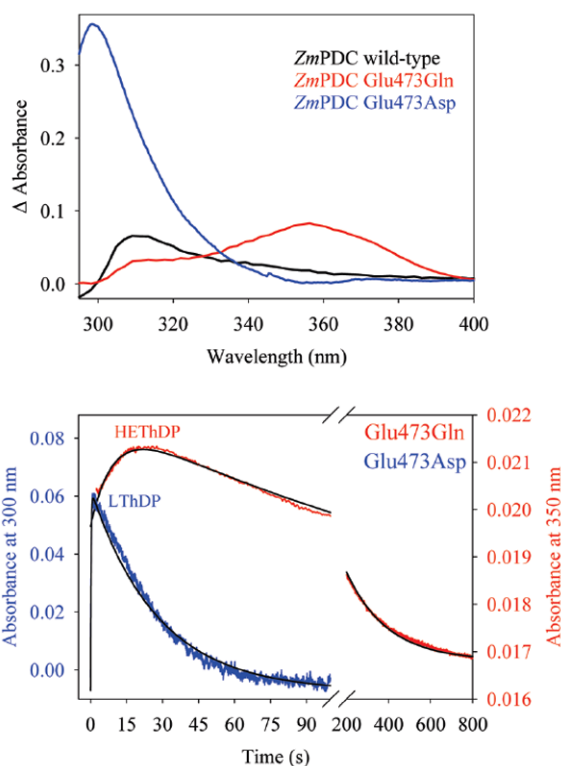 ZmPDC wild-type
ZmPDC Glu473Gln
ZmPDC Glu473Asp
Δ Absorbance
0.3
0.2
0.1
0.0
300 320 340 360 380 400
Wavelength (nm)
HEThDP
LThDP
Glu473Gln
Glu473Asp
Absorbance at 300 nm
0.08
0.06
0.04
0.02
0.00
0.022
0.021
0.020
0.019
0.018
0.017
0.016
Absorbance at 350 nm
0 15 30 45 60 75 90 200 400 600 800
Time (s)